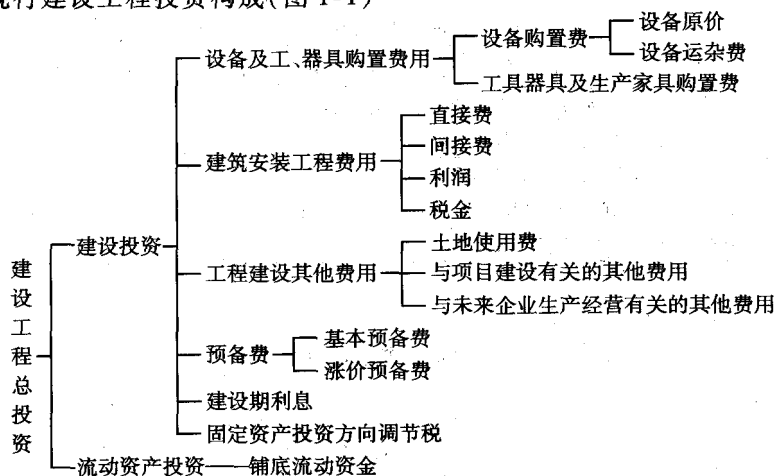 现行建设工程投资构成(图1-1)
设备原价
设备购置费
设备运杂费
设备及工、器具购置费用
工具器具及生产家具购置费
直接费
间接费
建筑安装工程费用
利润
税金
建设投资
土地使用费
工程建设其他费用
与项目建设有关的其他费用
与未来企业生产经营有关的其他费用
建设工程总投资
基本预备费
预备费
涨价预备费
建设期利息
固定资产投资方向调节税
流动资产投资
铺底流动资金